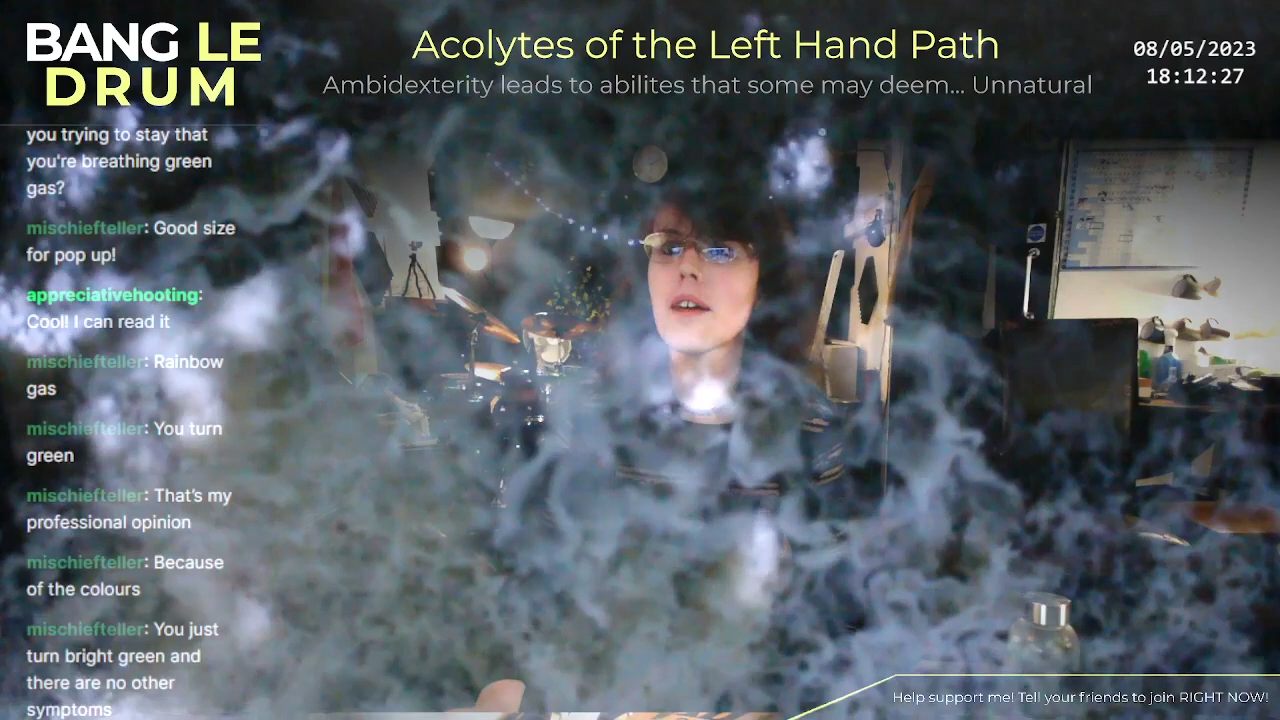 BANG LE
DRUM
Acolytes of the Left Hand Path
Ambidexterity leads to abilites that some may deem... Unnatural
08/05/2023
18:12:27
you trying to stay that
you're breathing green
gas?
mischiefteller: Good size
for pop up!
appreciativehooting:
Cool! I can read it
mischiefteller: Rainbow
gas
mischiefteller: You turn
green
mischiefteller: That's my
professional opinion
mischiefteller: Because
of the colours
mischiefteller: You just
turn bright green and
there are no other
symptoms
Help support me! Tell your friends to join RIGHT NOW!